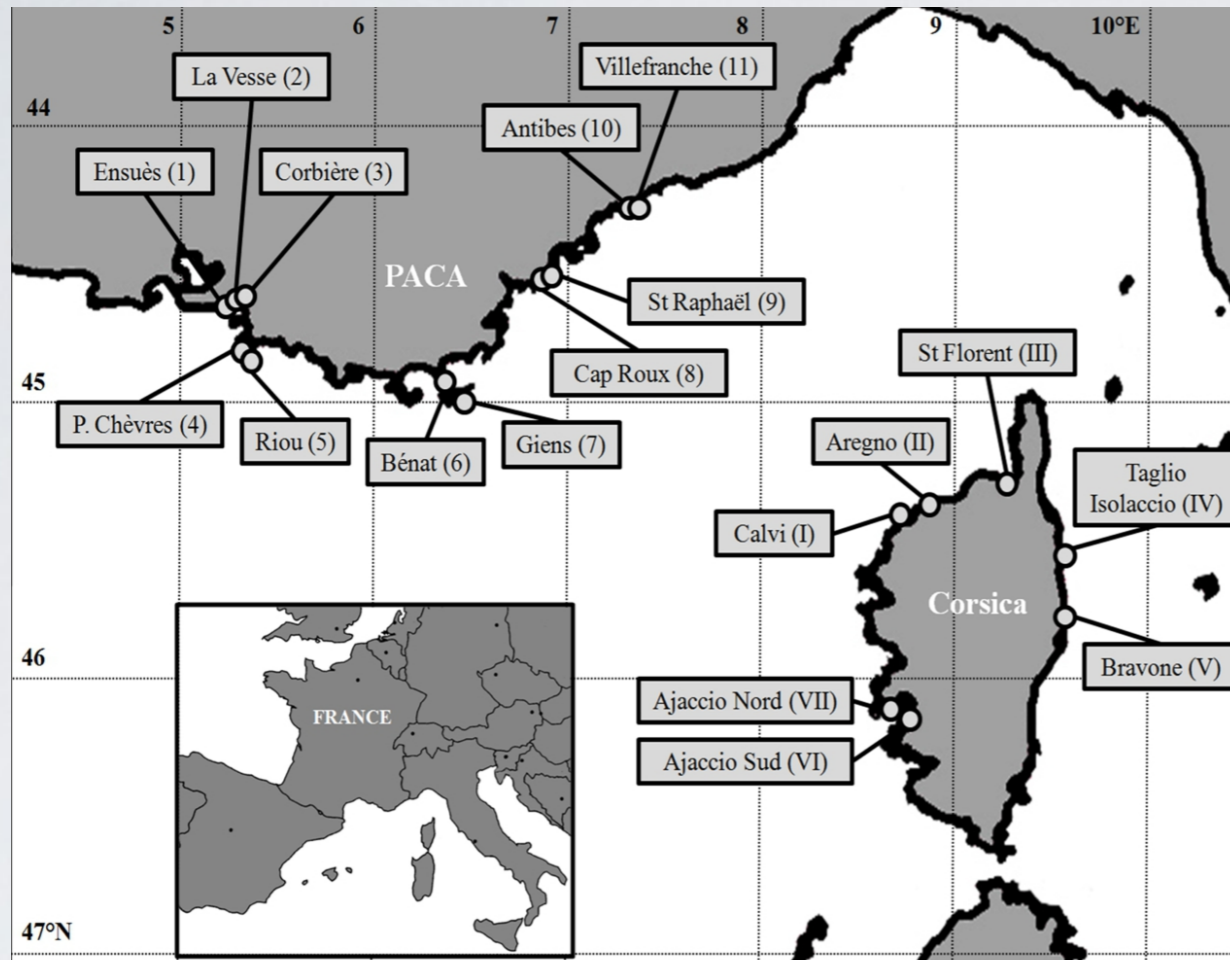 5
6
7
8
9
10°E
La Vesse (2)
Villefranche (11)
44
Antibes (10)
Ensuès (1)
Corbière (3)
PACA
St Raphaël (9)
Cap Roux (8)
St Florent (III)
45
P. Chèvres (4)
Riou (5)
Bénat (6)
Giens (7)
Aregno (II)
Taglio
Isolaccio (IV)
Calvi (I)
Corsica
46
Bravone (V)
Ajaccio Nord (VII)
Ajaccio Sud (VI)
FRANCE
47°N